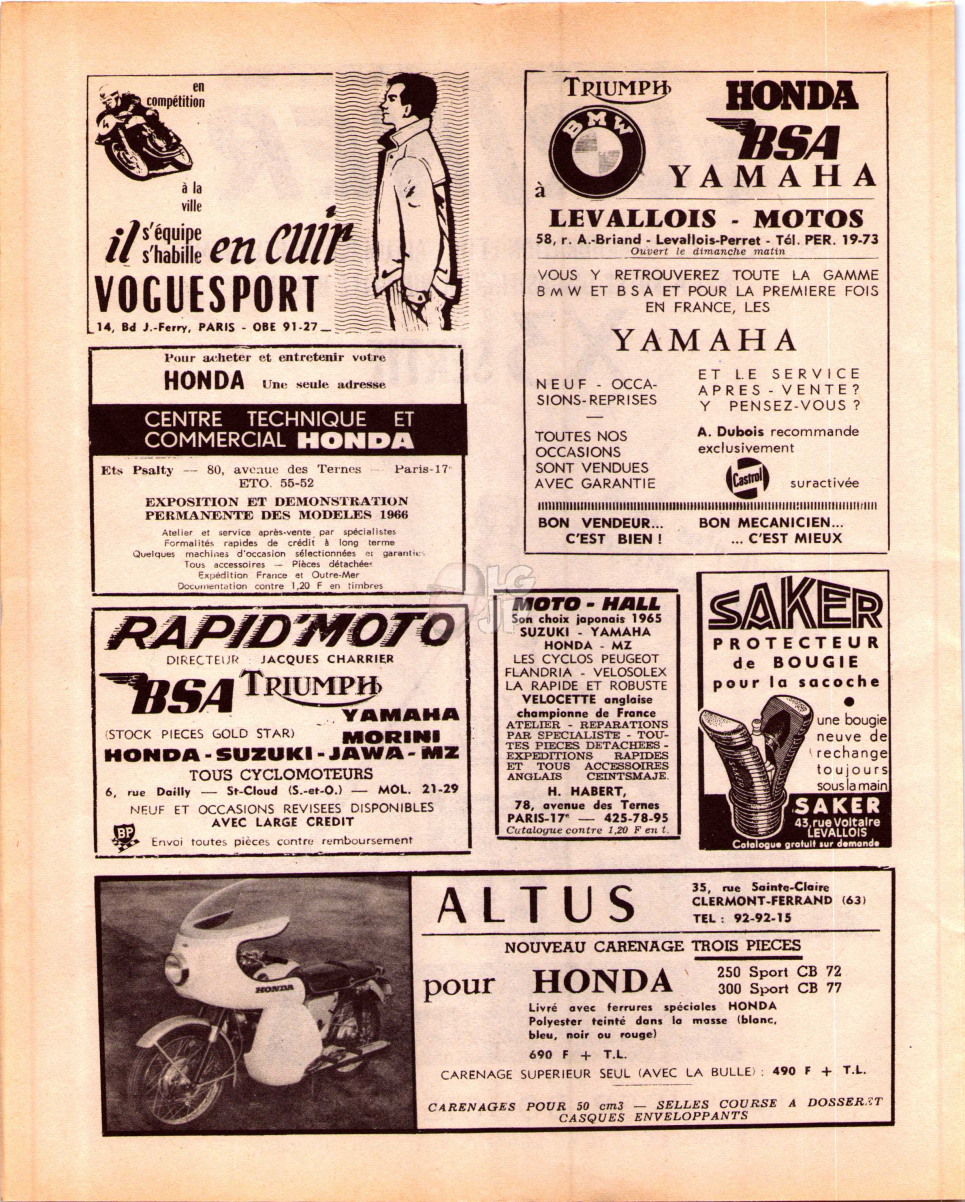 en
compétition
à la
ville
il s'équipe
s'habille en cuir
VOGUESPORT
14, Bd J.-Ferry, PARIS - OBE 91-27
TRIUMPH
HONDA
BMW
BSA
YAMAHA
à
LEVALLOIS - MOTOS
58, r. A.-Briand - Levallois-Perret - Tél. PER. 19-73
Ouvert le dimanche matin
VOUS Y RETROUVEREZ TOUTE LA GAMME
BMW ET BSA ET POUR LA PREMIERE FOIS
EN FRANCE, LES
YAMAHA
NEUF - OCCA-
SIONS-REPRISES
—
TOUTES NOS
OCCASIONS
SONT VENDUES
AVEC GARANTIE
ET LE SERVICE
APRES-VENTE?
Y PENSEZ-VOUS?
A. Dubois recommande
exclusivement
Castrol suractivée
BON VENDEUR...
C'EST BIEN !
BON MECANICIEN...
... C'EST MIEUX
Pour acheter et entretenir votre
HONDA Une seule adresse
CENTRE TECHNIQUE ET
COMMERCIAL HONDA
Ets Psalty — 80, avenue des Ternes — Paris-17e
ETO. 55-52
EXPOSITION ET DEMONSTRATION
PERMANENTE DES MODELES 1966
Atelier et service après-vente par spécialistes
Formalités rapides de crédit à long terme
Quelques machines d'occasion sélectionnées et garanties
Tous accessoires — Pièces détachées
Expédition France et Outre-Mer
Documentation contre 1,20 F en timbres
RAPID'MOTO
DIRECTEUR : JACQUES CHARRIER
BSA TRIUMPH
YAMAHA
(STOCK PIECES GOLD STAR) MORINI
HONDA - SUZUKI - JAWA - MZ
TOUS CYCLOMOTEURS
6, rue Dailly — St-Cloud (S.-et-O.) — MOL. 21-29
NEUF ET OCCASIONS REVISEES DISPONIBLES
AVEC LARGE CREDIT
BP
Envoi toutes pièces contre remboursement
MOTO - HALL
Son choix japonais 1965
SUZUKI - YAMAHA
HONDA - MZ
LES CYCLOS PEUGEOT
FLANDRIA - VELOSOLEX
LA RAPIDE ET ROBUSTE
VELOCETTE anglaise
championne de France
ATELIER - REPARATIONS
PAR SPECIALISTE - TOU-
TES PIECES DETACHEES -
EXPEDITIONS RAPIDES
ET TOUS ACCESSOIRES
ANGLAIS CEINTSMAJE.
H. HABERT,
78, avenue des Ternes
PARIS-17e — 425-78-95
Catalogue contre 1,20 F en t.
SAKER
PROTECTEUR
de BOUGIE
pour la sacoche
une bougie
neuve de
rechange
toujours
sous la main
SAKER
43, rue Voltaire
LEVALLOIS
Catalogue gratuit sur demande
HONDA
ALTUS
35, rue Sainte-Claire
CLERMONT-FERRAND (63)
TEL : 92-92-15
NOUVEAU CARENAGE TROIS PIECES
pour HONDA 250 Sport CB 72
300 Sport CB 77
Livré avec ferrures spéciales HONDA
Polyester teinté dans la masse (blanc,
bleu, noir ou rouge)
690 F + T.L.
CARENAGE SUPERIEUR SEUL (AVEC LA BULLE) : 490 F + T.L.
CARENAGES POUR 50 cm3 — SELLES COURSE A DOSSERET
CASQUES ENVELOPPANTS